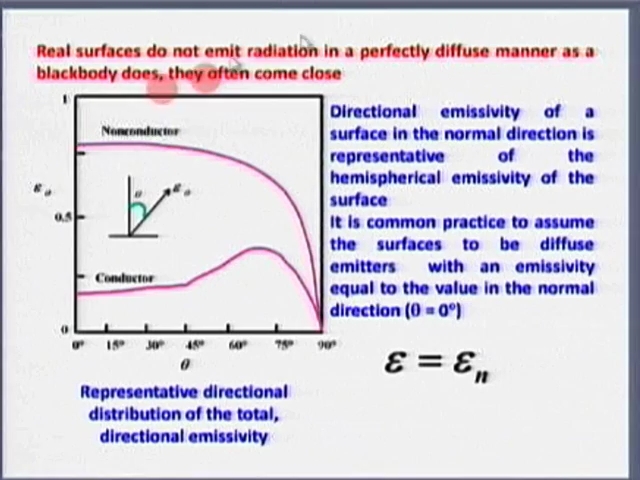 Real surfaces do not emit radiation in a perfectly diffuse manner as a
blackbody does, they often come close
1
Nonconductor
ε θ
θ
ε θ
0.5
Conductor
0
0° 15° 30° 45° 60° 75° 90°
θ
Representative directional
distribution of the total,
directional emissivity
Directional emissivity of a
surface in the normal direction is
representative of the
hemispherical emissivity of the
surface
It is common practice to assume
the surfaces to be diffuse
emitters with an emissivity
equal to the value in the normal
direction (θ = 0°)
ε = εn